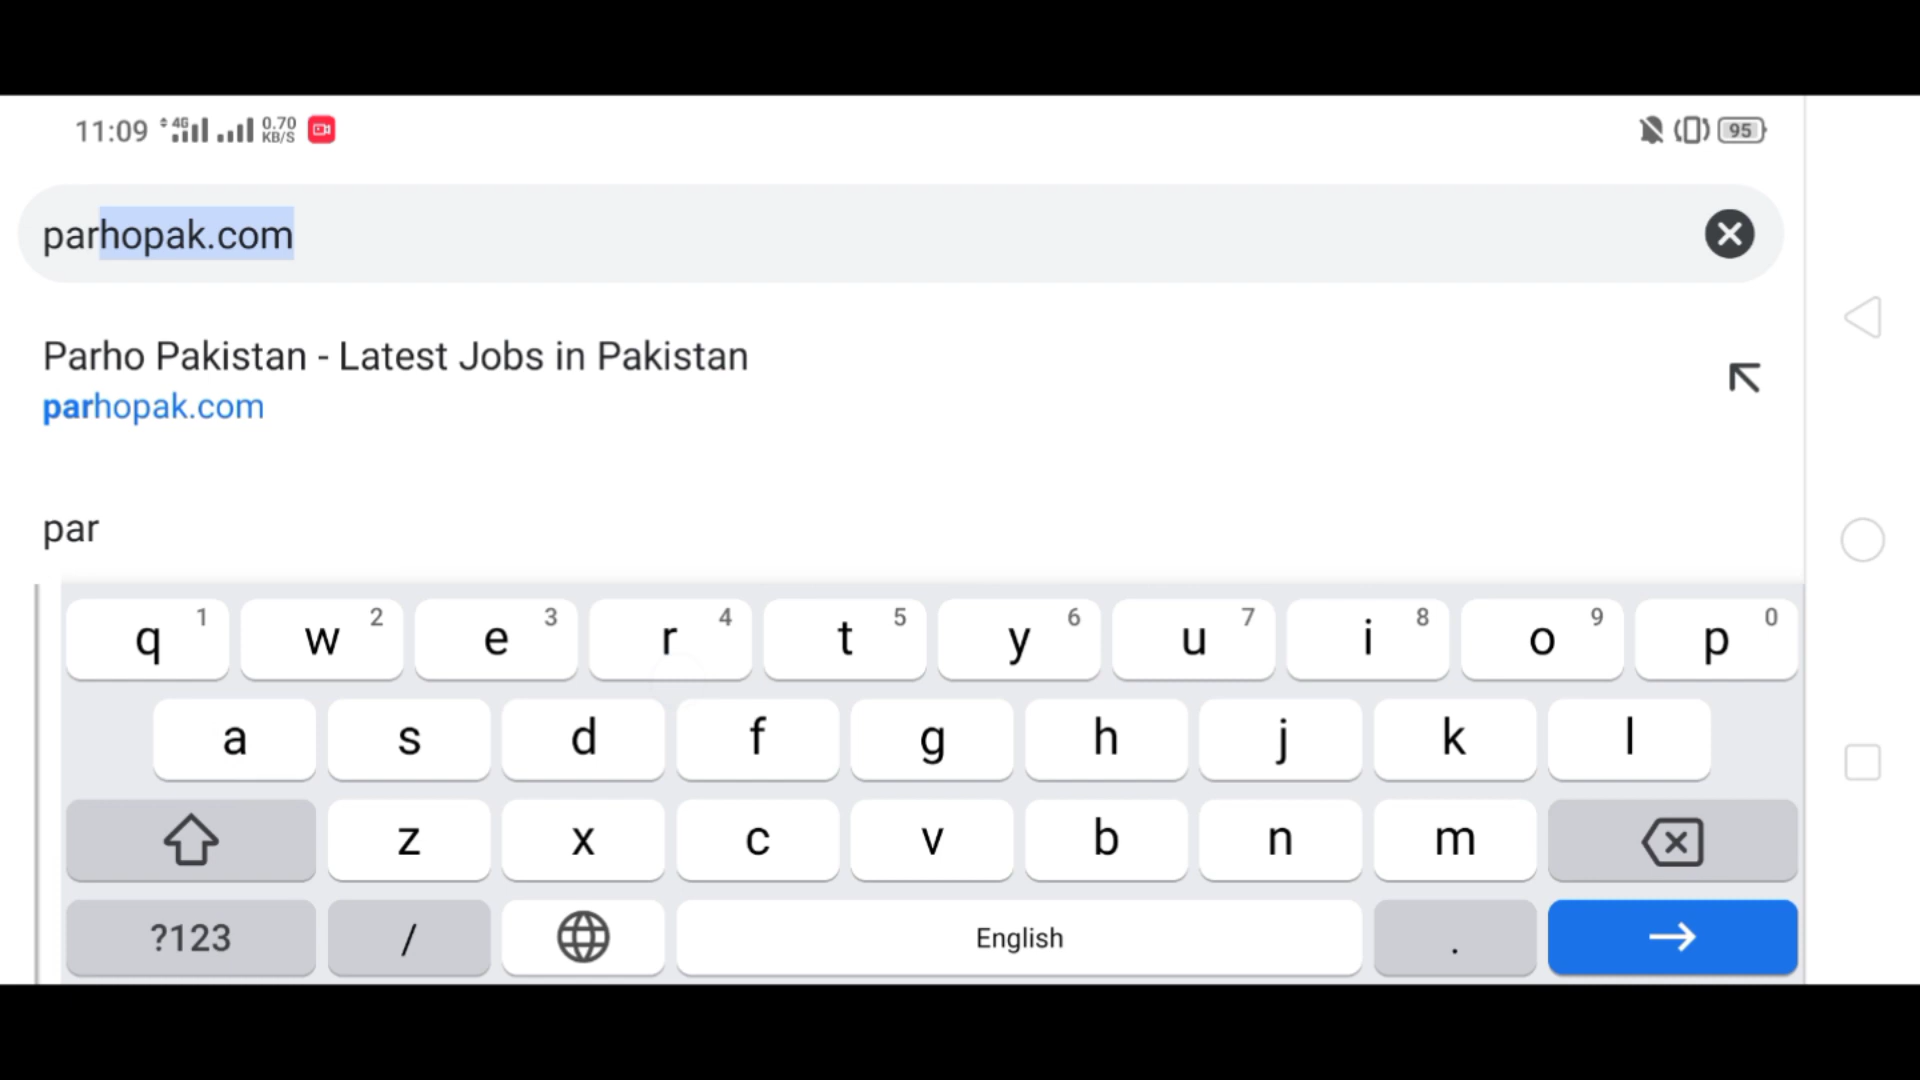 11:09 4G 0.70 KB/S 95
parhopak.com
Parho Pakistan - Latest Jobs in Pakistan
parhopak.com
par
q 1 w 2 e 3 r 4 t 5 y 6 u 7 i 8 o 9 p 0
a s d f g h j k l
z x c v b n m
?123 / English .